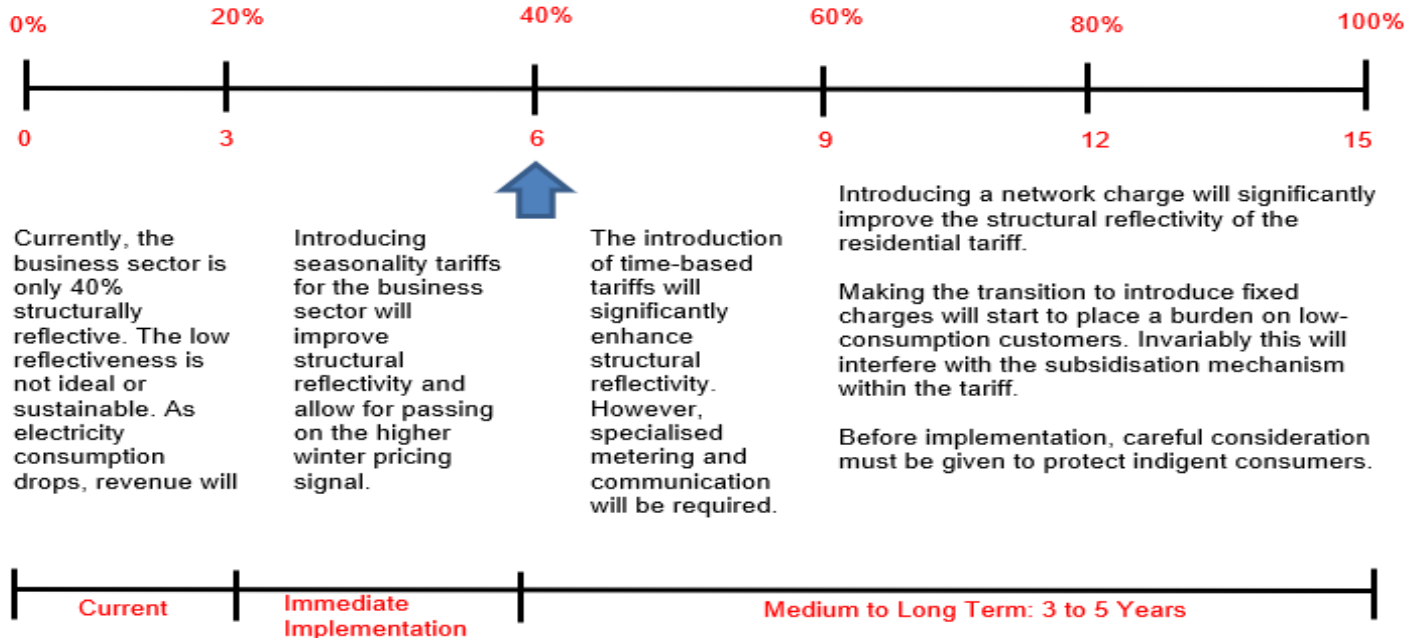 0% 20% 40% 60% 80% 100%
0 3 6 9 12 15
Currently, the
business sector is
only 40%
structurally
reflective. The low
reflectiveness is
not ideal or
sustainable. As
electricity
consumption
drops, revenue will
Introducing
seasonality tariffs
for the business
sector will
improve
structural
reflectivity and
allow for passing
on the higher
winter pricing
signal.
The introduction
of time-based
tariffs will
significantly
enhance
structural
reflectivity.
However,
specialised
metering and
communication
will be required.
Introducing a network charge will significantly
improve the structural reflectivity of the
residential tariff.
Making the transition to introduce fixed
charges will start to place a burden on low-
consumption customers. Invariably this will
interfere with the subsidisation mechanism
within the tariff.
Before implementation, careful consideration
must be given to protect indigent consumers.
Current
Immediate
Implementation
Medium to Long Term: 3 to 5 Years